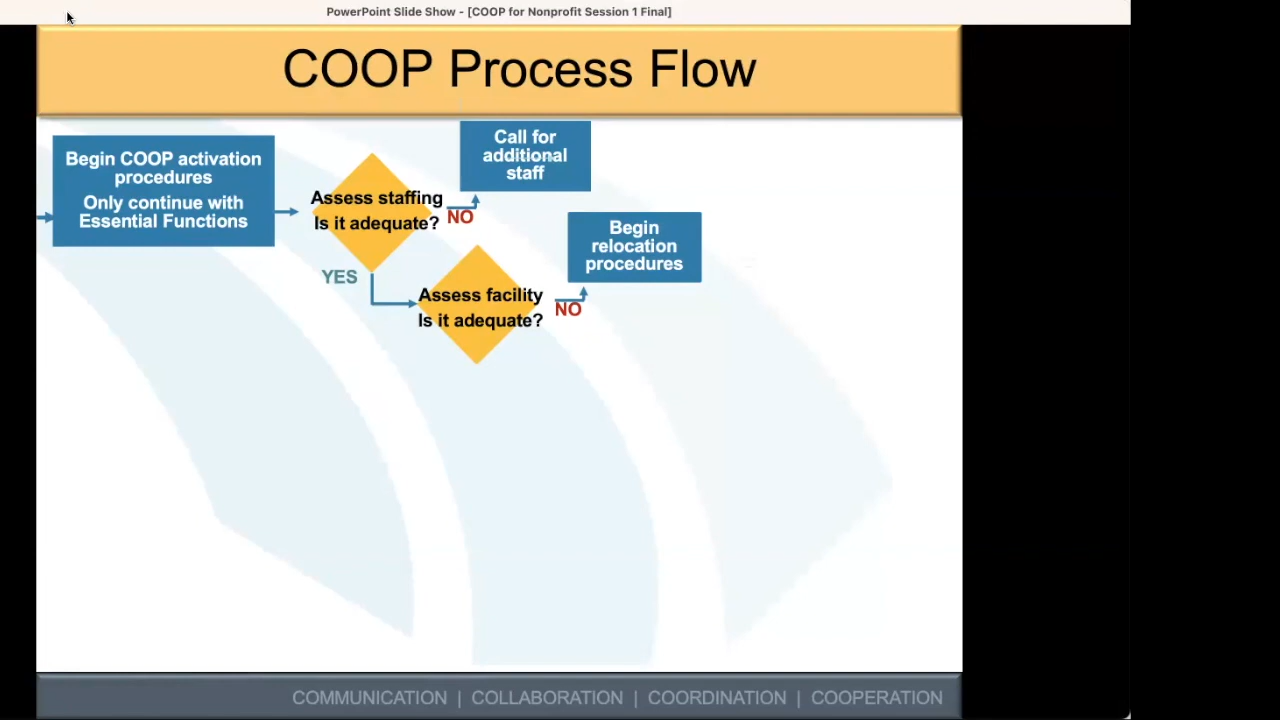 PowerPoint Slide Show - [COOP for Nonprofit Session 1 Final]
COOP Process Flow
Begin COOP activation
procedures
Only continue with
Essential Functions
Assess staffing
Is it adequate?
NO
Call for
additional
staff
YES
Assess facility
Is it adequate?
NO
Begin
relocation
procedures
COMMUNICATION | COLLABORATION | COORDINATION | COOPERATION